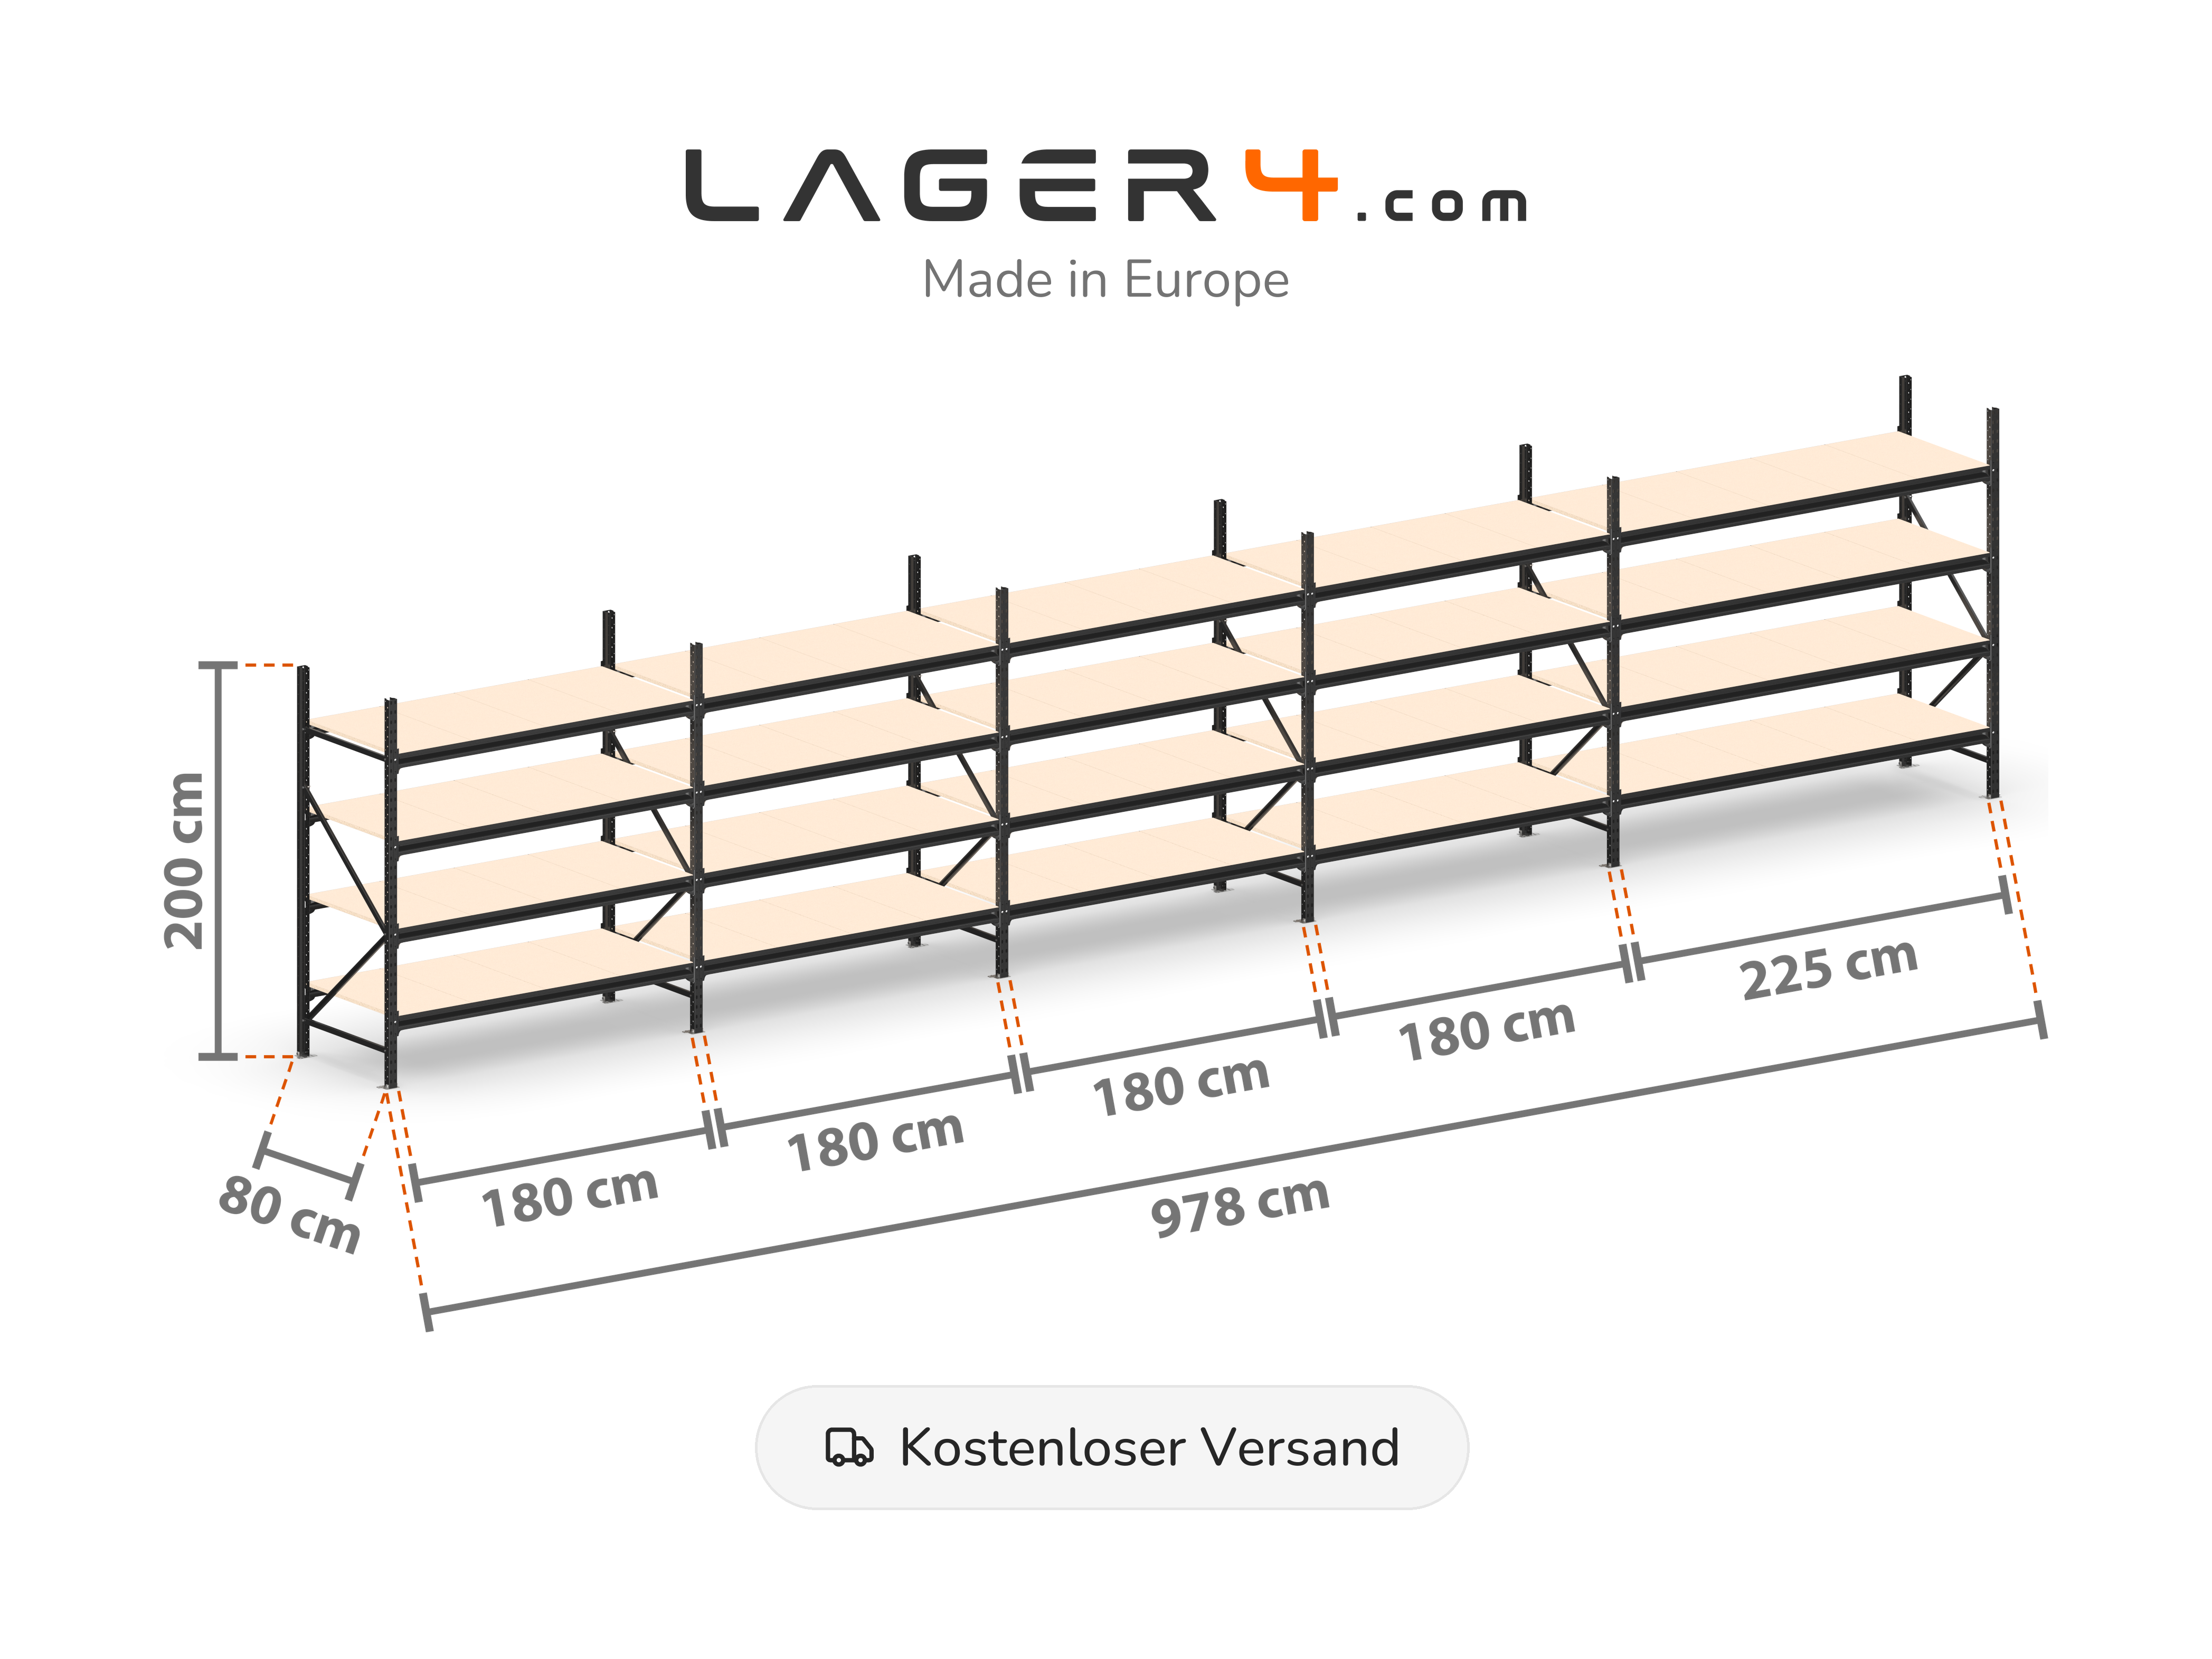 LAGER4.com
Made in Europe
200 cm
80 cm
180 cm
180 cm
180 cm
180 cm
225 cm
978 cm
Kostenloser Versand